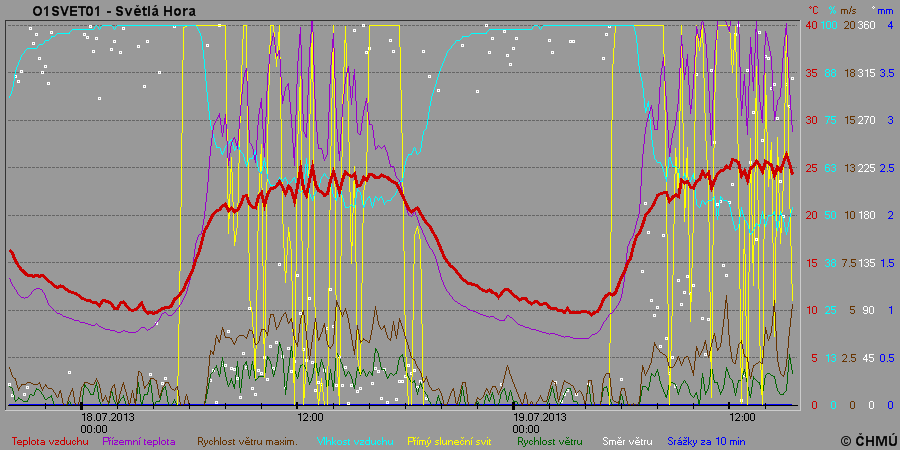 O1SVET01 - Světlá Hora
°C % m/s ° mm
40 100 20 360 4
35 88 18 315 3.5
30 75 15 270 3
25 63 13 225 2.5
20 50 10 180 2
15 38 7.5 135 1.5
10 25 5 90 1
5 13 2.5 45 0.5
0 0 0 0 0
18.07.2013 12:00 19.07.2013 12:00
00:00 00:00
Teplota vzduchu Přízemní teplota Rychlost větru maxim. Vlhkost vzduchu Přímý sluneční svit Rychlost větru Směr větru Srážky za 10 min © ČHMÚ